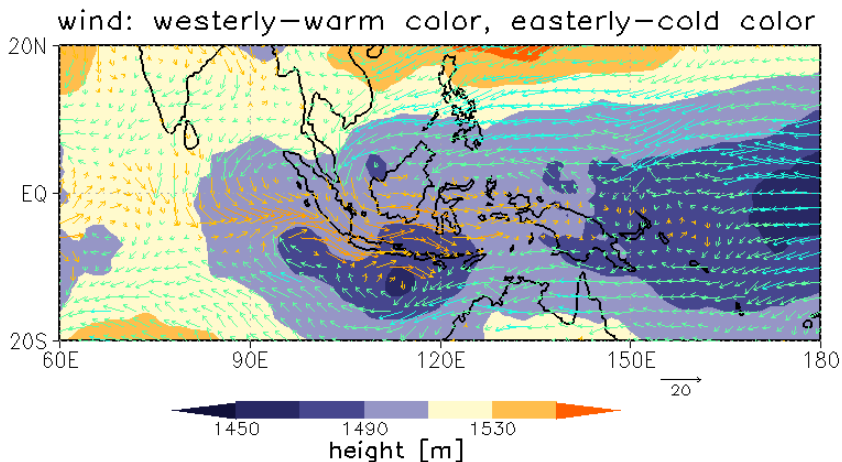 wind: westerly-warm color, easterly-cold color
20N
EQ
20S
60E 90E 120E 150E 180
20
1450 1490 1530
height [m]